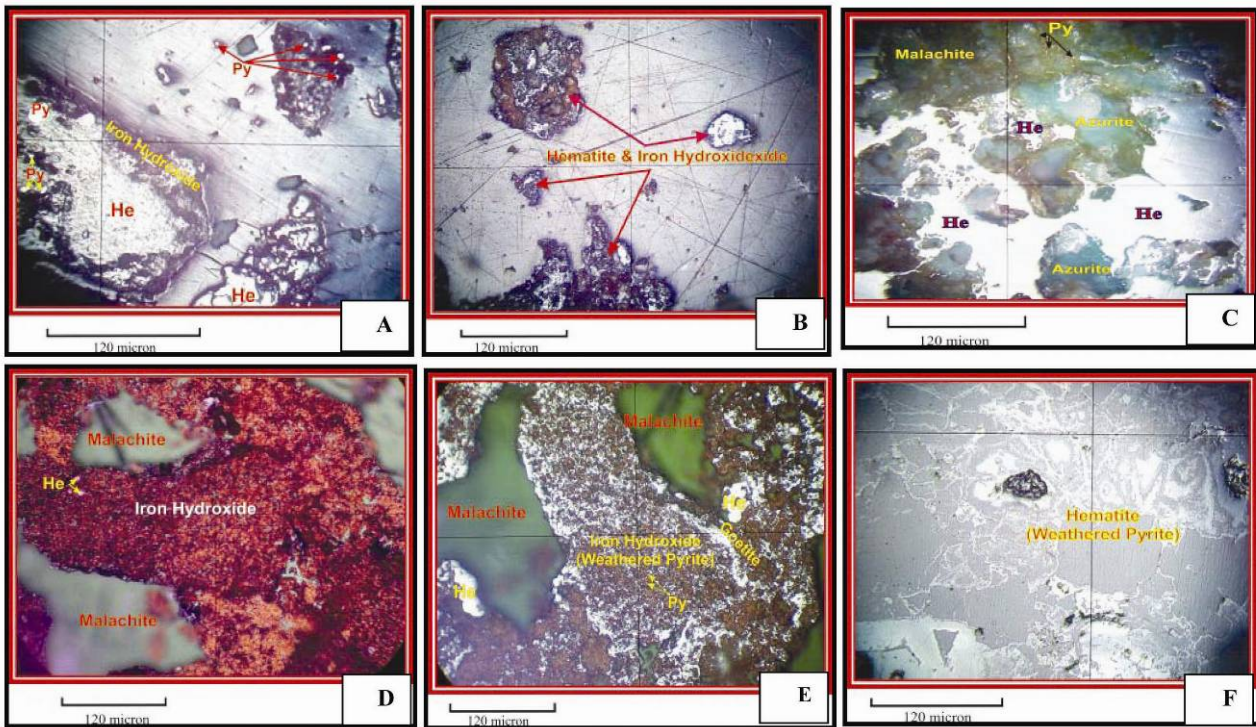 Py
Py
Iron Hydroxide
Py
He
He
120 micron
A
Hematite & Iron Hydroxidexide
120 micron
B
Py
Malachite
Azurite
He
He
He
Azurite
120 micron
C
Malachite
He
Iron Hydroxide
Malachite
120 micron
D
Malachite
Malachite
He
Goetite
Iron Hydroxide
(Weathered Pyrite)
He
Py
120 micron
E
Hematite
(Weathered Pyrite)
120 micron
F